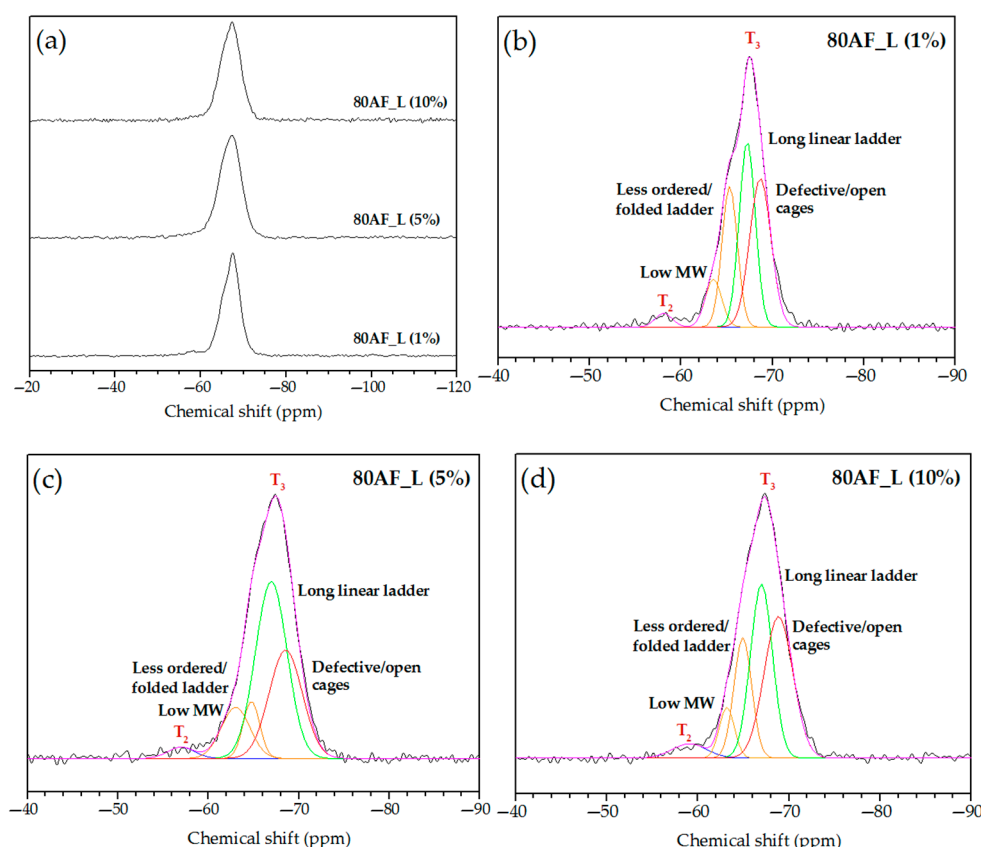 (a)
80AF_L (10%)
80AF_L (5%)
80AF_L (1%)
−20 −40 −60 −80 −100 −120
Chemical shift (ppm)
(b)
80AF_L (1%)
T3
Long linear ladder
Less ordered/
folded ladder
Defective/open
cages
Low MW
T2
−40 −50 −60 −70 −80 −90
Chemical shift (ppm)
(c)
80AF_L (5%)
T3
Long linear ladder
Less ordered/
folded ladder
Defective/open
cages
Low MW
T2
−40 −50 −60 −70 −80 −90
Chemical shift (ppm)
(d)
80AF_L (10%)
T3
Long linear ladder
Less ordered/
folded ladder
Defective/open
cages
Low MW
T2
−40 −50 −60 −70 −80 −90
Chemical shift (ppm)